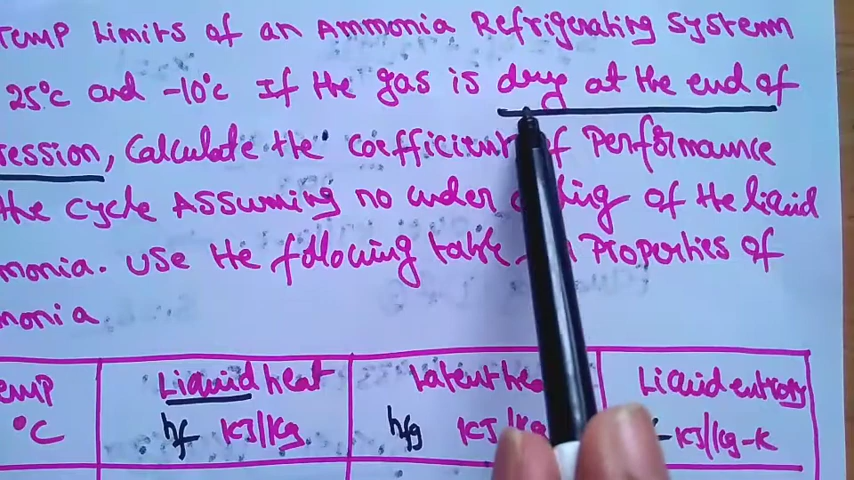 Temp Limits of an Ammonia Refrigerating System
25°C and -10°C If the gas is dry at the end of
ession, Calculate the coefficient of Performance
the cycle Assuming no under cooling of the liquid
monia. Use the following table Properties of
monia
emp Liquid heat Latent hea Liquid entropy
°C hf KJ/Kg hfg KJ/Kg KJ/Kg-K